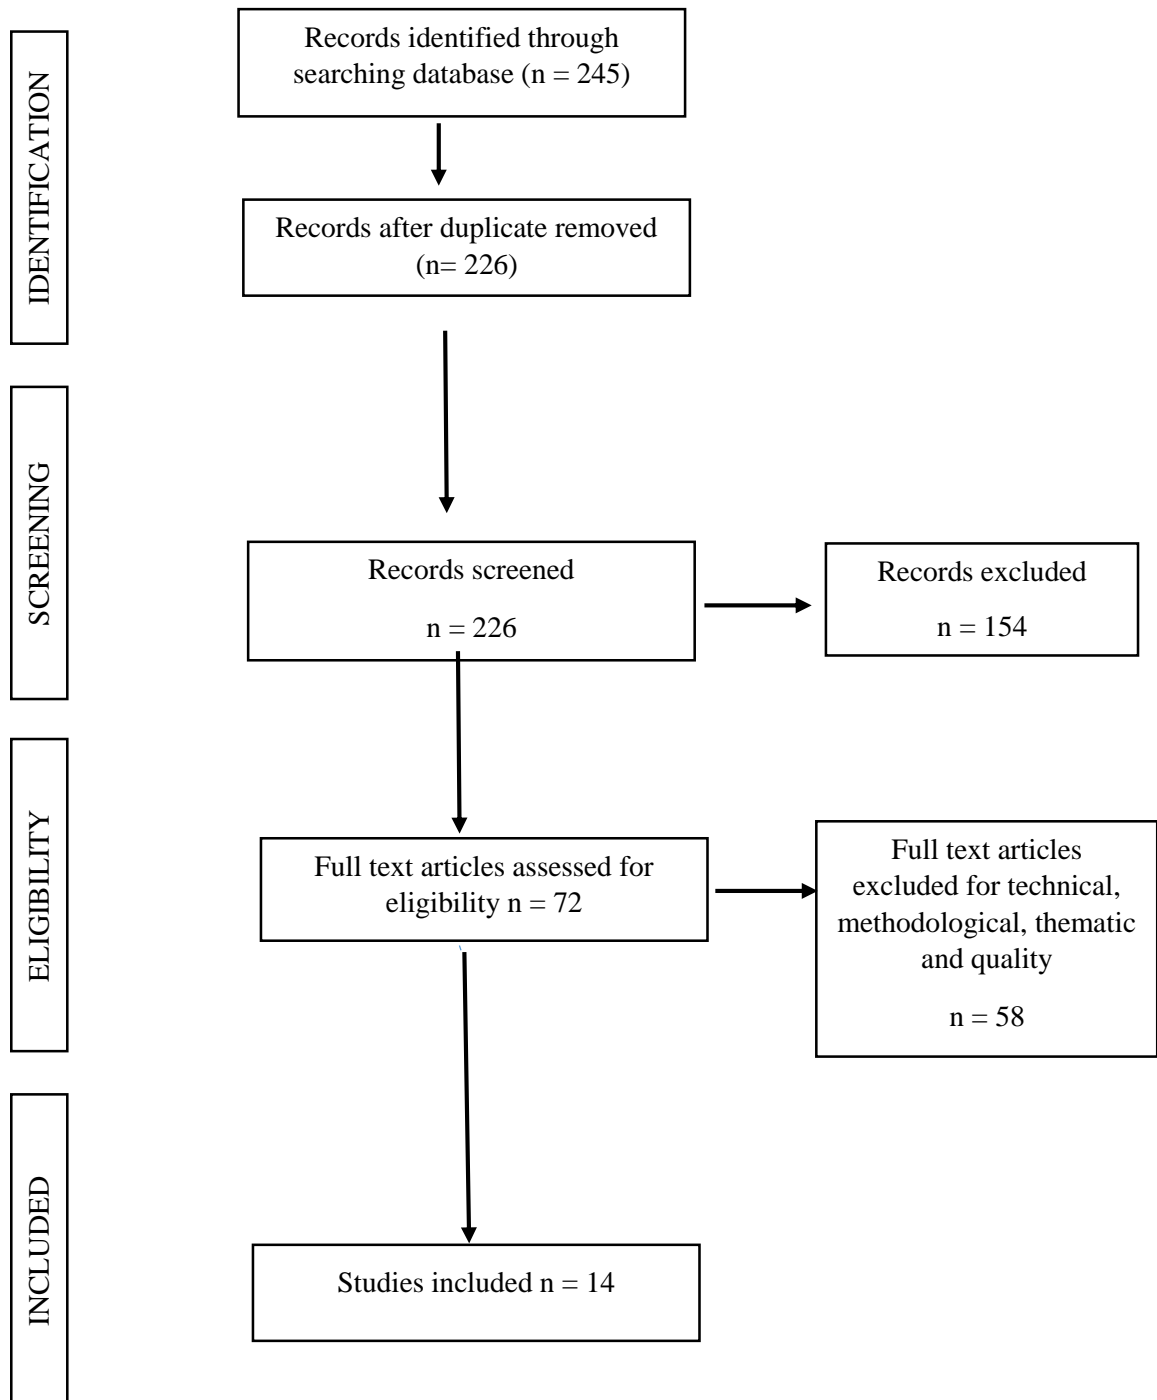 IDENTIFICATION
Records identified through
searching database (n = 245)
Records after duplicate removed
(n= 226)
SCREENING
Records screened
n = 226
Records excluded
n = 154
ELIGIBILITY
Full text articles assessed for
eligibility n = 72
Full text articles
excluded for technical,
methodological, thematic
and quality
n = 58
INCLUDED
Studies included n = 14